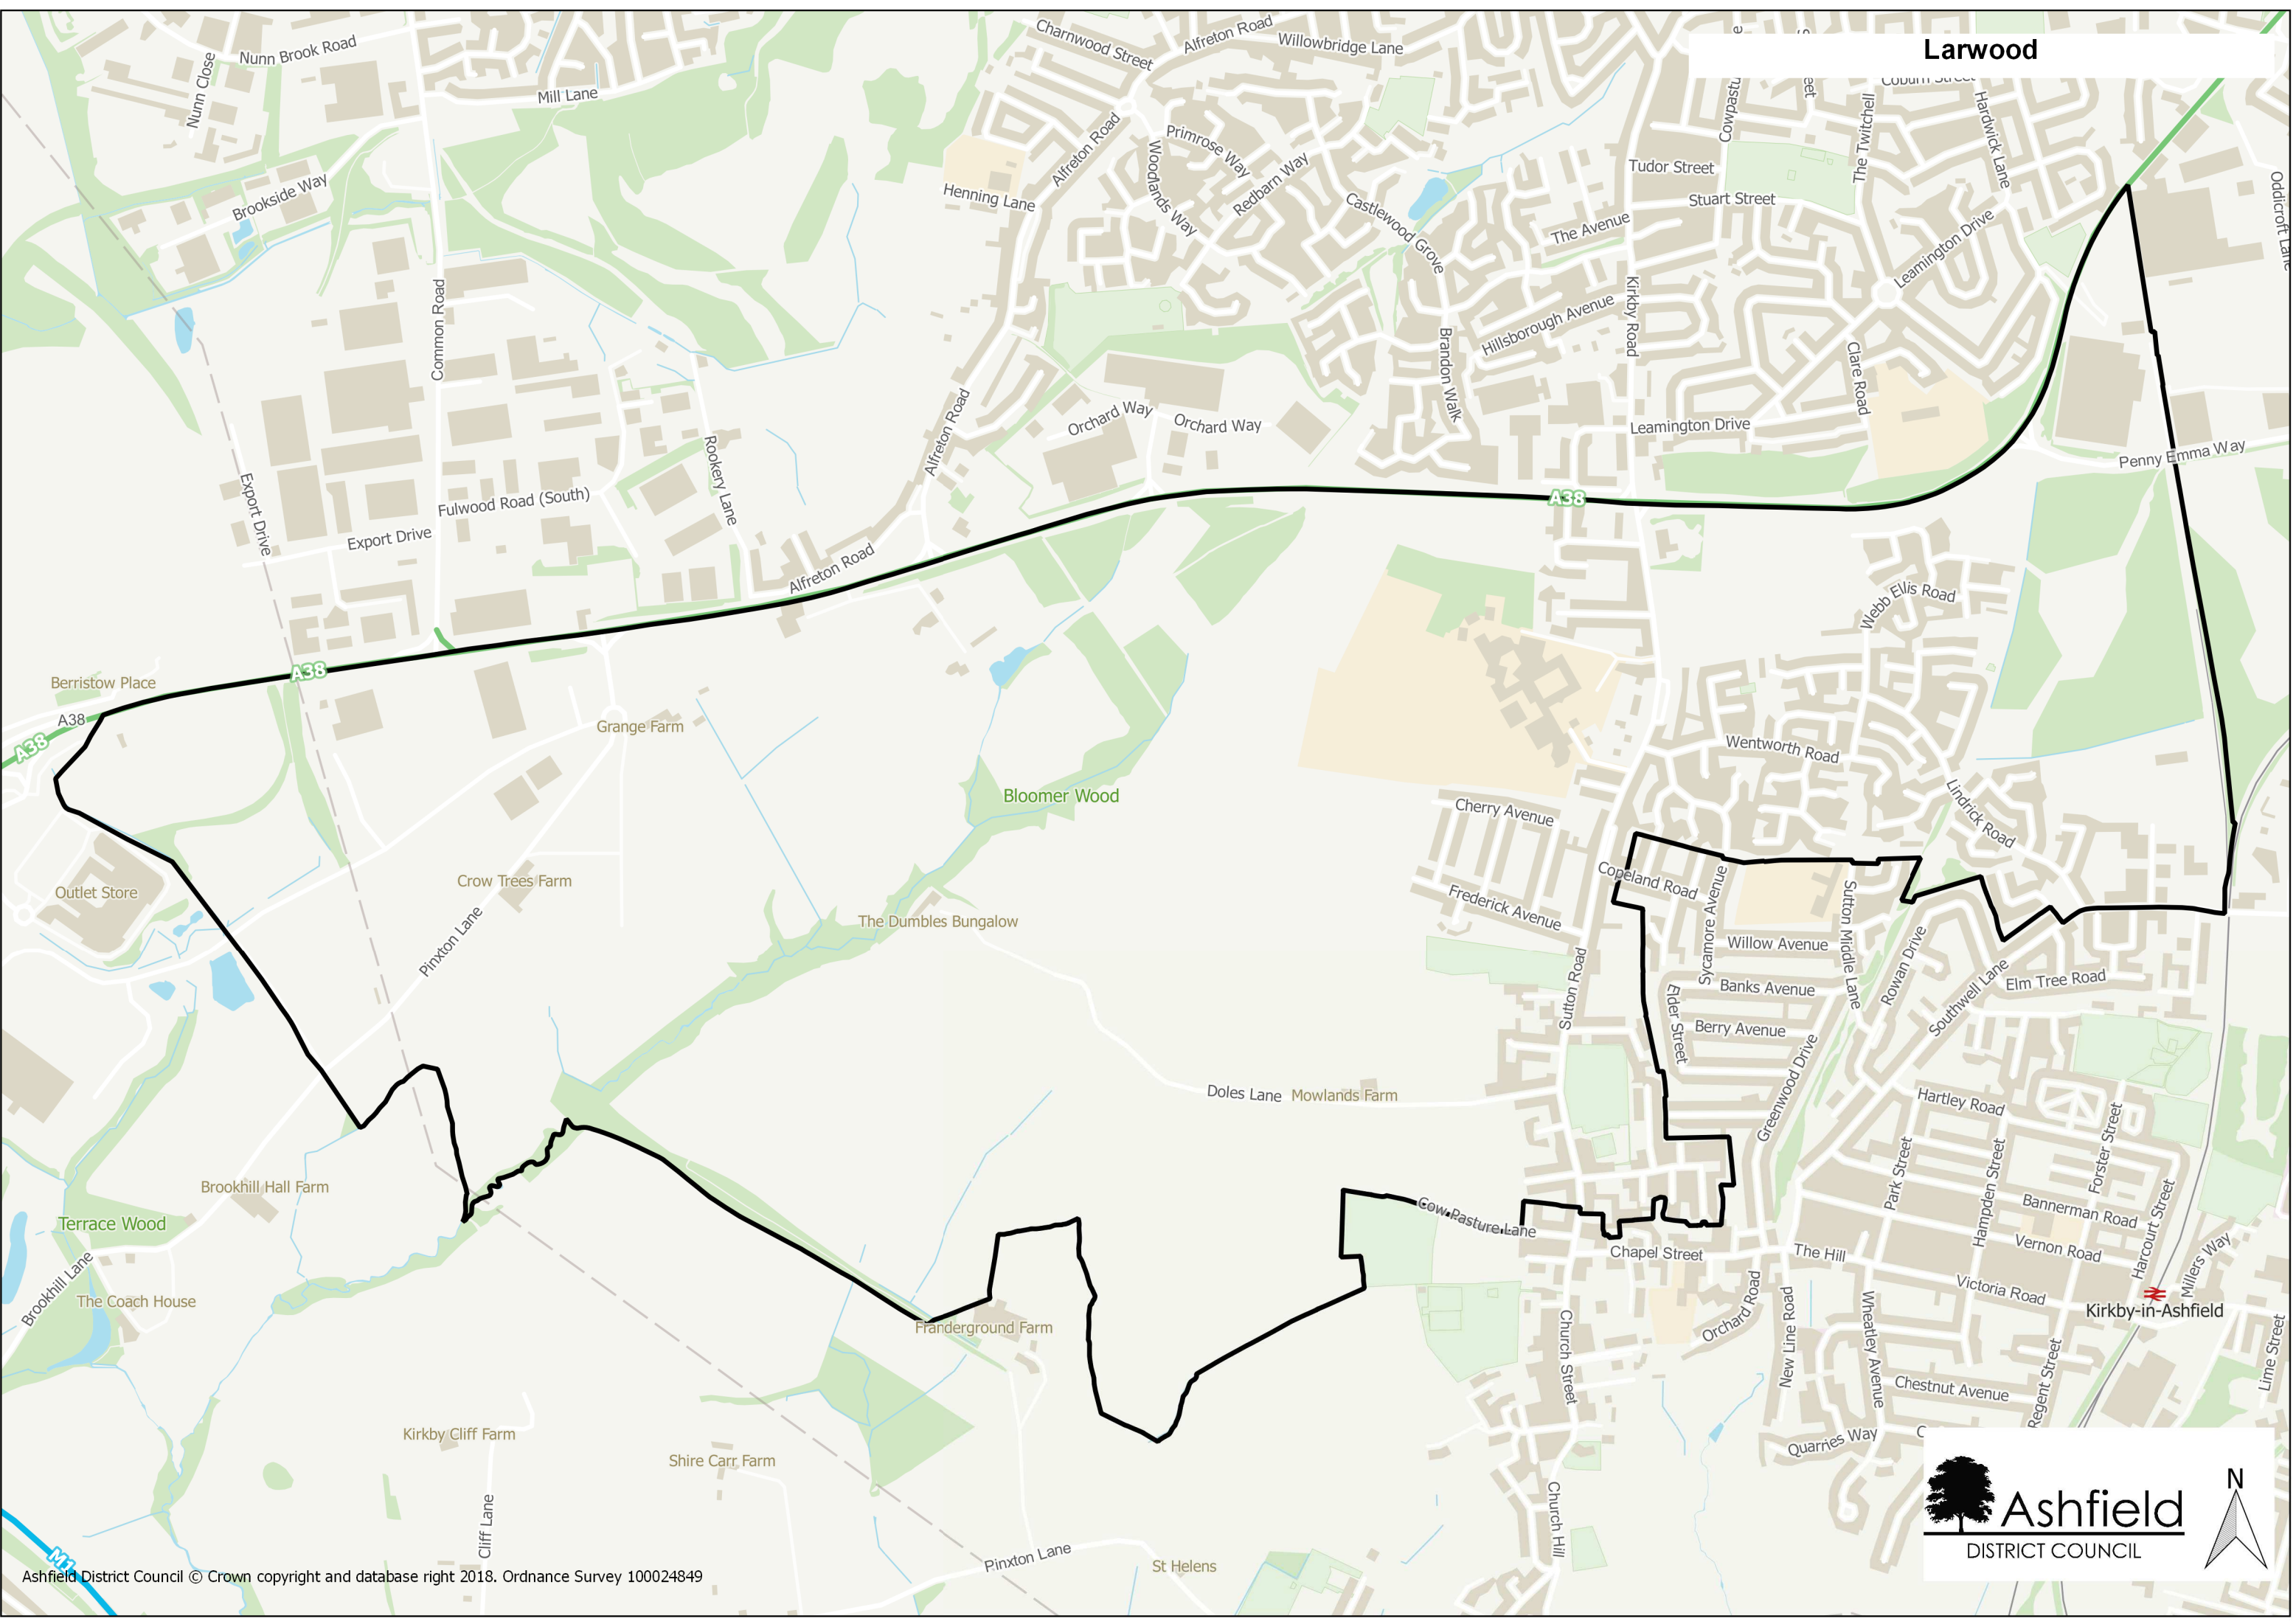 Larwood
Charnwood Street
Alfreton Road
Willowbridge Lane
Nunn Brook Road
Nunn Close
Mill Lane
Coburn Street
Hardwick Lane
The Twitchell
Alfreton Road
Primrose Way
Woodlands Way
Redbarn Way
Tudor Street
Stuart Street
Brookside Way
Henning Lane
Castlewood Grove
The Avenue
Leamington Drive
Common Road
Kirkby Road
Hillsborough Avenue
Brandon Walk
Clare Road
Alfreton Road
Orchard Way
Orchard Way
Leamington Drive
Penny Emma Way
Rookery Lane
Export Drive
Fulwood Road (South)
Export Drive
A38
Alfreton Road
Webb Ellis Road
A38
Berristow Place
A38
A38
Grange Farm
Wentworth Road
Bloomer Wood
Cherry Avenue
Lindrick Road
Outlet Store
Crow Trees Farm
Copeland Road
Frederick Avenue
The Dumbles Bungalow
Sycamore Avenue
Sutton Middle Lane
Pinxton Lane
Willow Avenue
Rowan Drive
Southwell Lane
Elm Tree Road
Sutton Road
Banks Avenue
Elder Street
Berry Avenue
Greenwood Drive
Doles Lane
Mowlands Farm
Hartley Road
Forster Street
Park Street
Hampden Street
Brookhill Hall Farm
Terrace Wood
Cow Pasture Lane
Bannerman Road
Harcourt Street
Chapel Street
The Hill
Vernon Road
Millers Way
Brookhill Lane
The Coach House
Victoria Road
Kirkby-in-Ashfield
Franderground Farm
Orchard Road
New Line Road
Wheatley Avenue
Church Street
Regent Street
Lime Street
Chestnut Avenue
Kirkby Cliff Farm
Quarries Way
Shire Carr Farm
Cliff Lane
Church Hill
Pinxton Lane
St Helens
M1
N
Ashfield
DISTRICT COUNCIL
Ashfield District Council © Crown copyright and database right 2018. Ordnance Survey 100024849